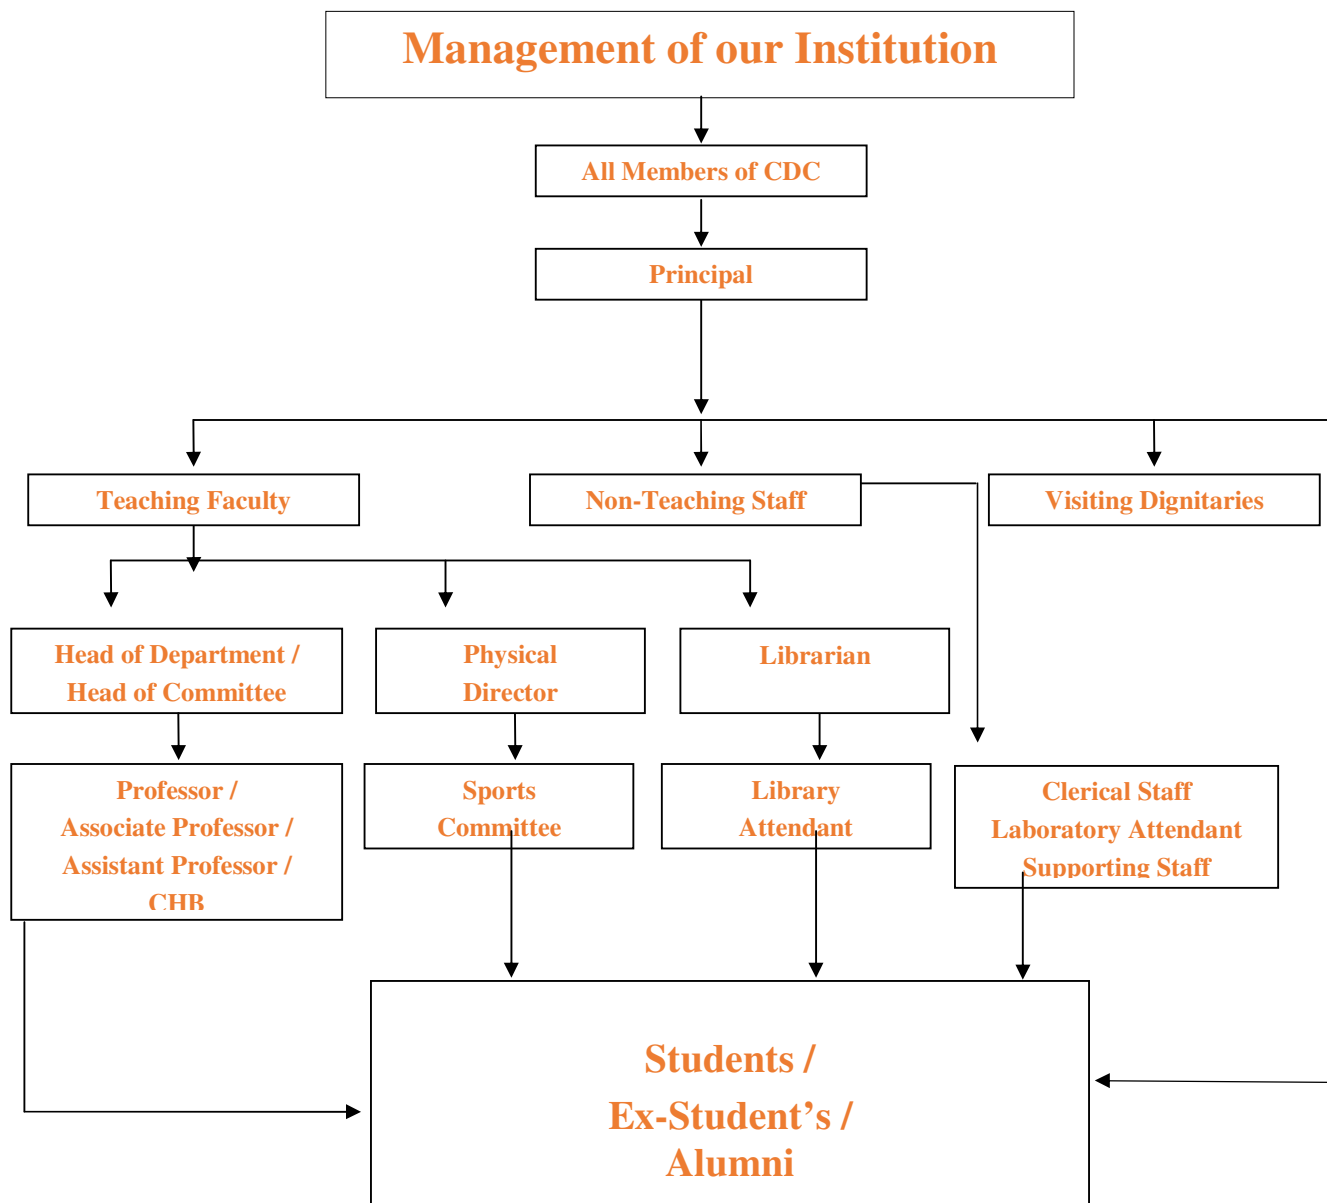 Management of our Institution
All Members of CDC
Principal
Teaching Faculty
Non-Teaching Staff
Visiting Dignitaries
Head of Department /
Head of Committee
Physical
Director
Librarian
Professor /
Associate Professor /
Assistant Professor /
CHB
Sports
Committee
Library
Attendant
Clerical Staff
Laboratory Attendant
Supporting Staff
Students /
Ex-Student’s /
Alumni